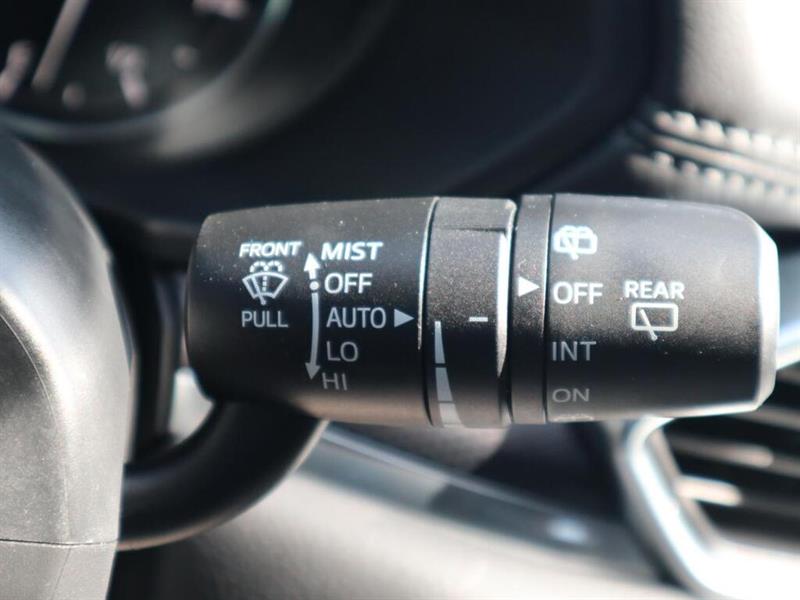 FRONT
PULL
MIST
OFF
AUTO
LO
HI
OFF
INT
ON
REAR